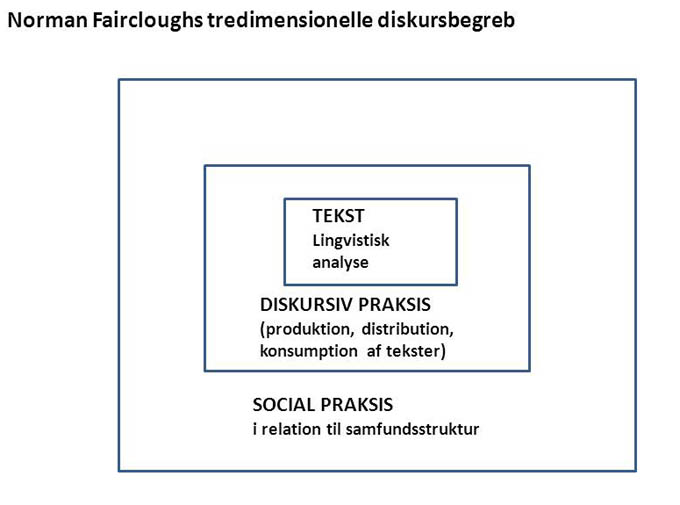 Norman Faircloughs tredimensionelle diskursbegreb
TEKST
Lingvistisk
analyse
DISKURSIV PRAKSIS
(produktion, distribution,
konsumption af tekster)
SOCIAL PRAKSIS
i relation til samfundsstruktur